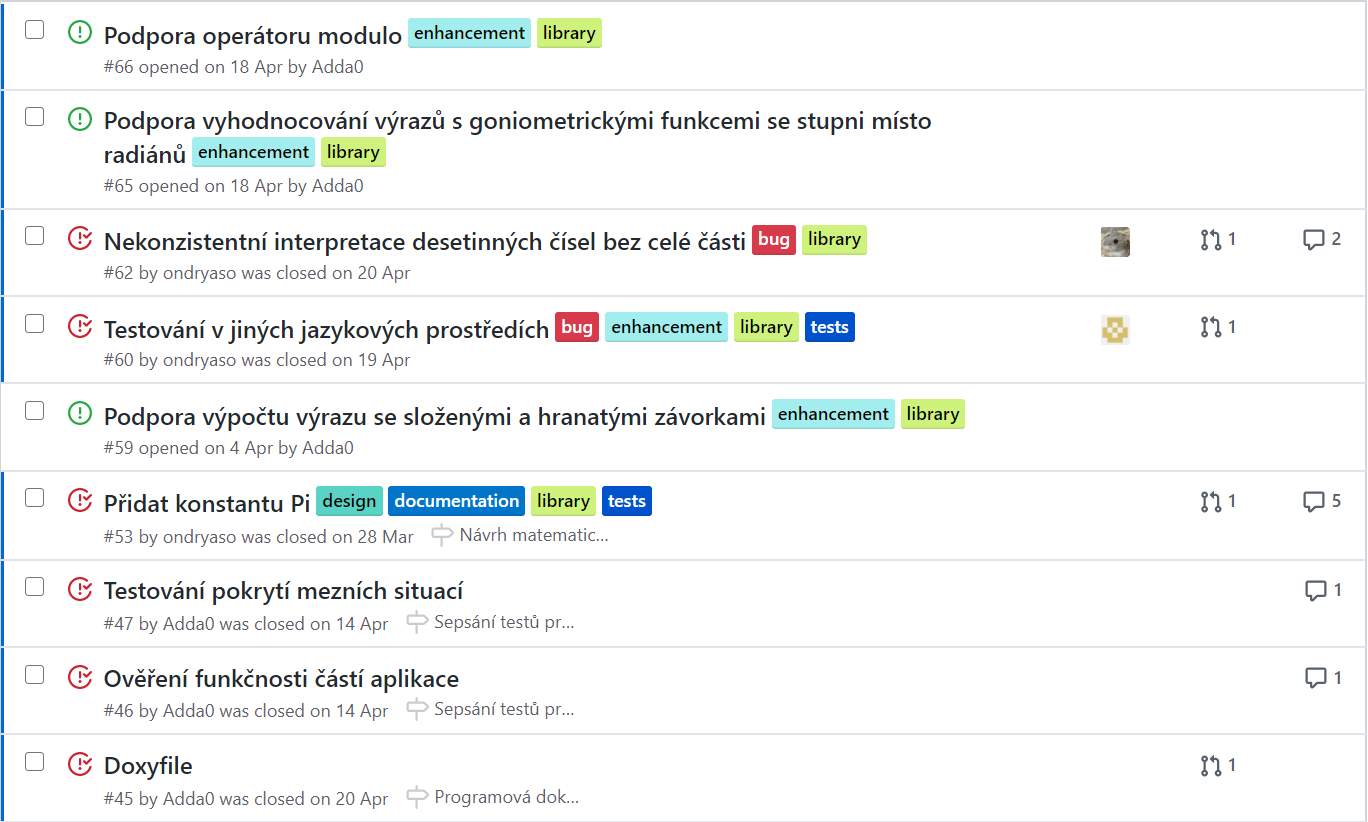 Podpora operátoru modulo enhancement library
#66 opened on 18 Apr by Adda0
Podpora vyhodnocování výrazů s goniometrickými funkcemi se stupni místo
radiánů enhancement library
#65 opened on 18 Apr by Adda0
Nekonzistentní interpretace desetinných čísel bez celé části bug library 1 2
#62 by ondryaso was closed on 20 Apr
Testování v jiných jazykových prostředích bug enhancement library tests 1
#60 by ondryaso was closed on 19 Apr
Podpora výpočtu výrazu se složenými a hranatými závorkami enhancement library
#59 opened on 4 Apr by Adda0
Přidat konstantu Pi design documentation library tests 1 5
#53 by ondryaso was closed on 28 Mar Návrh matematic...
Testování pokrytí mezních situací 1
#47 by Adda0 was closed on 14 Apr Sepsání testů pr...
Ověření funkčnosti částí aplikace 1
#46 by Adda0 was closed on 14 Apr Sepsání testů pr...
Doxyfile 1
#45 by Adda0 was closed on 20 Apr Programová dok...